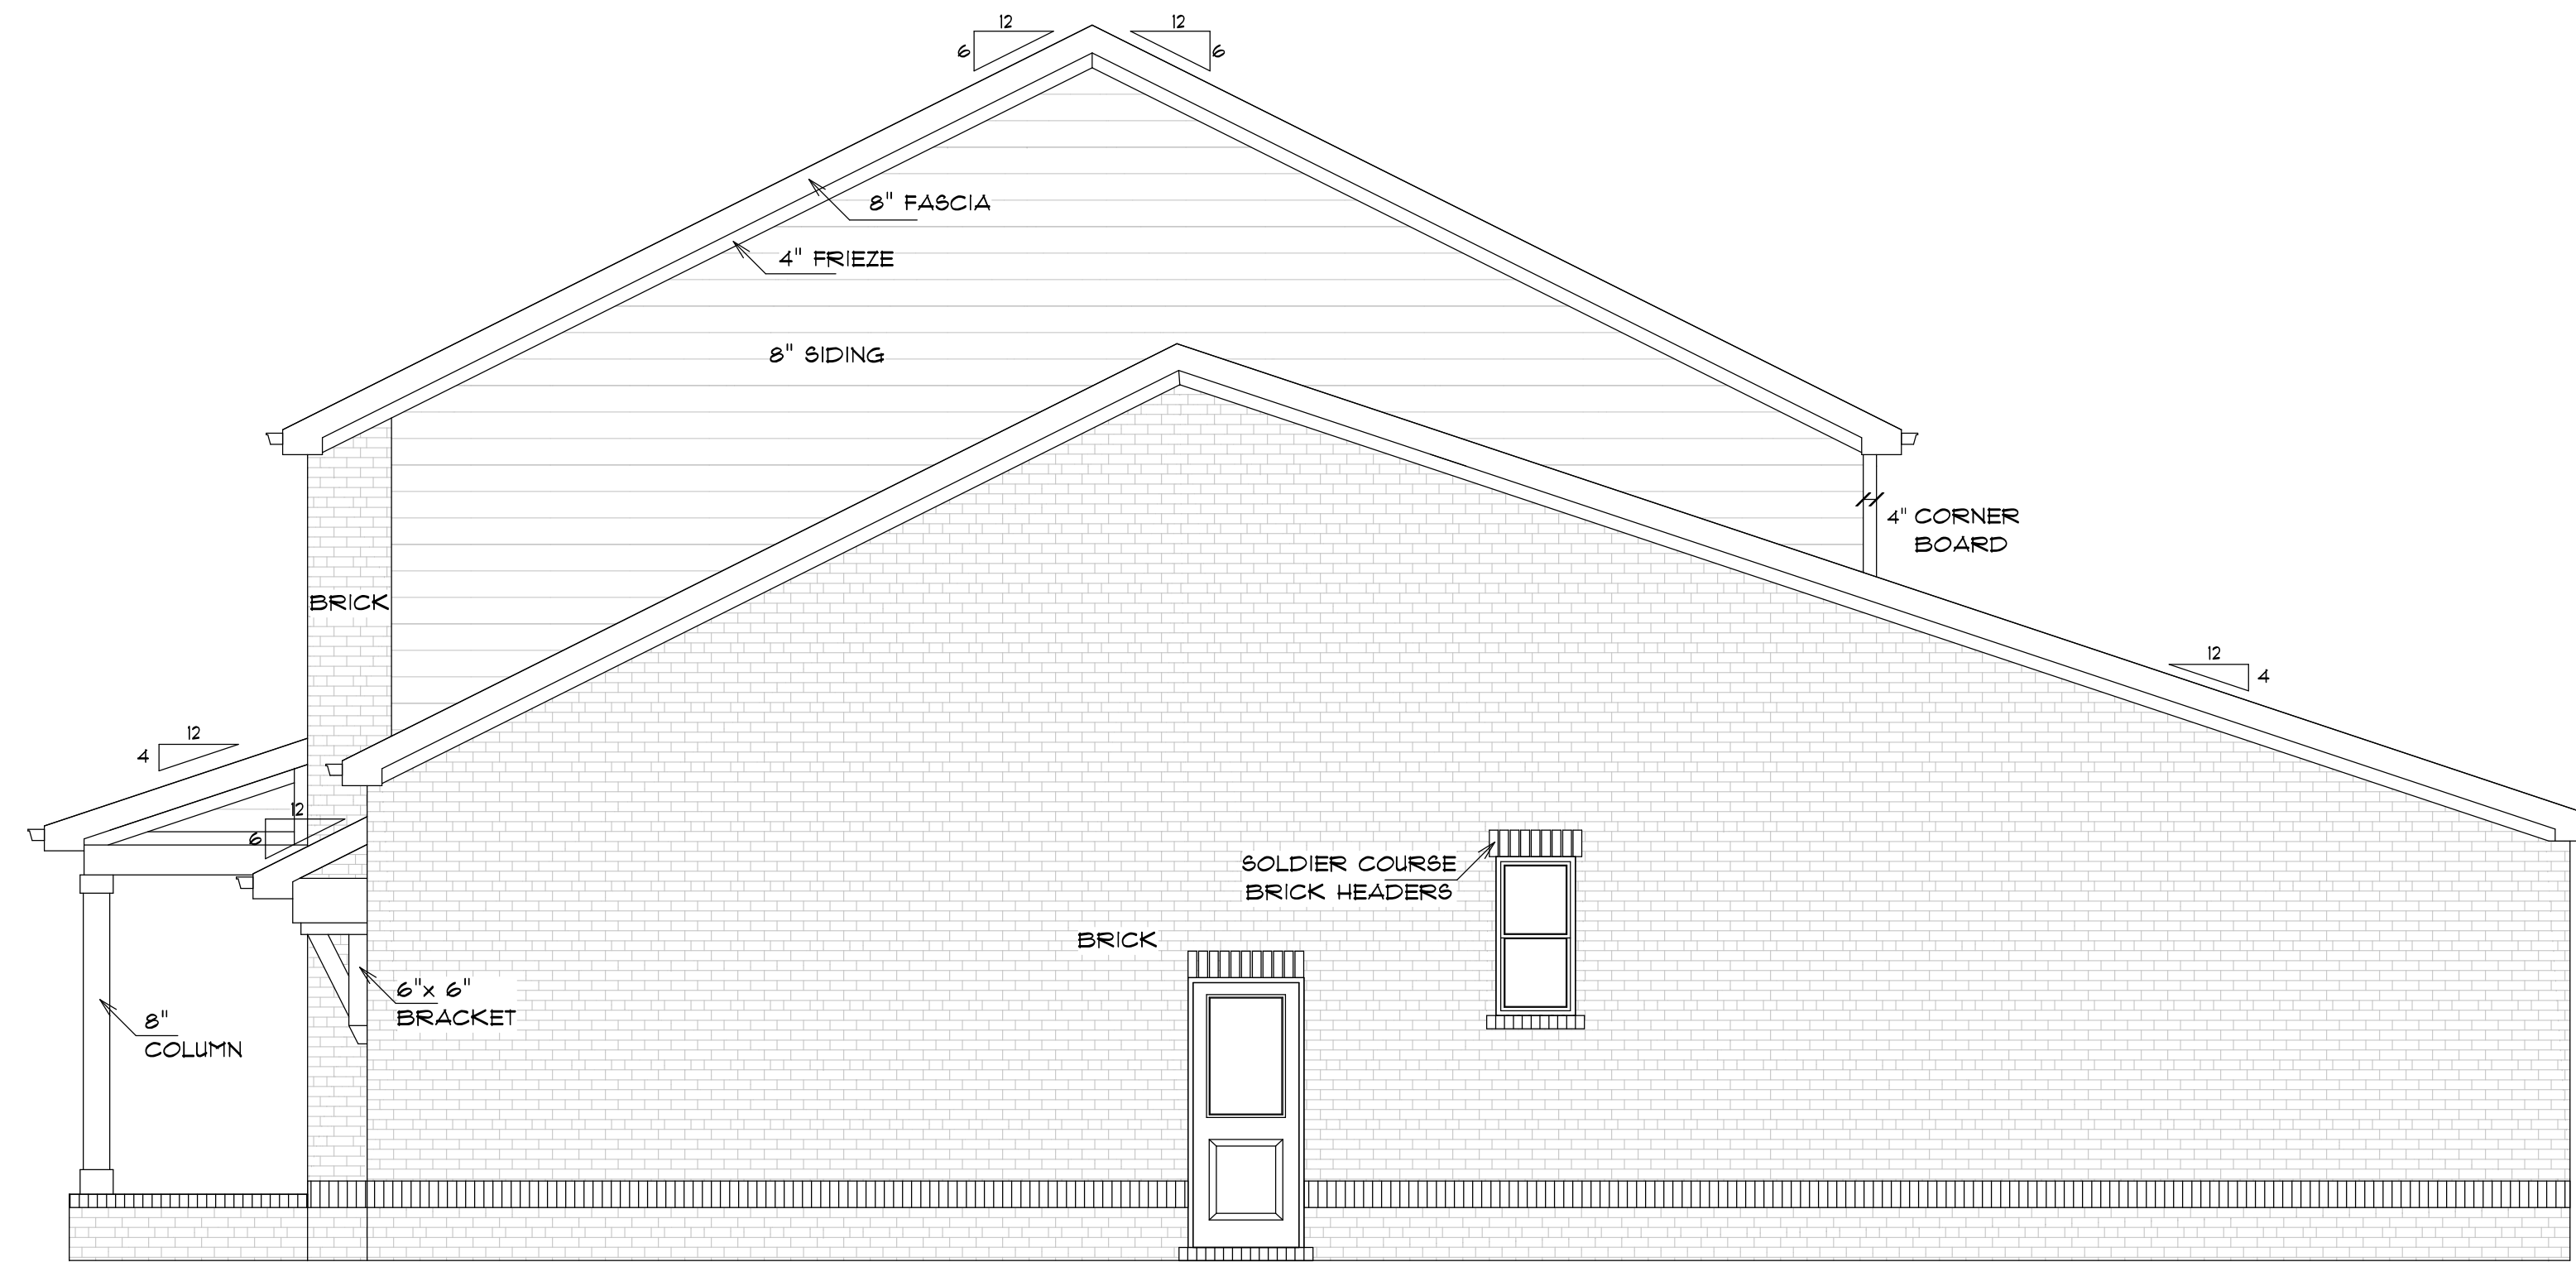 12
12
6
6
8" FASCIA
4" FRIEZE
8" SIDING
4" CORNER
BOARD
BRICK
12
4
12
4
12
6
SOLDIER COURSE
BRICK HEADERS
BRICK
6"x 6"
BRACKET
8"
COLUMN